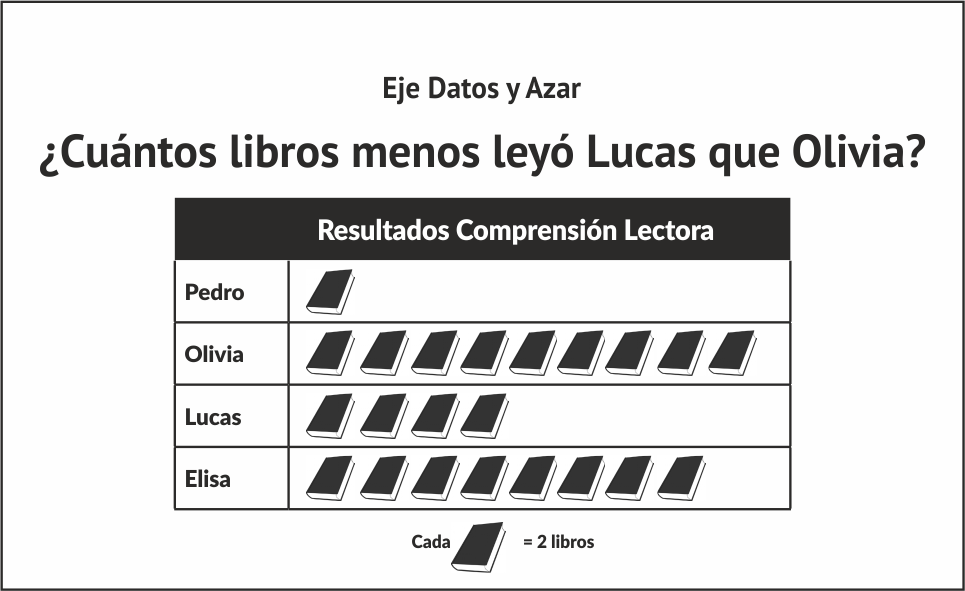 Eje Datos y Azar
¿Cuántos libros menos leyó Lucas que Olivia?
Resultados Comprensión Lectora
Pedro
Olivia
Lucas
Elisa
Cada = 2 libros